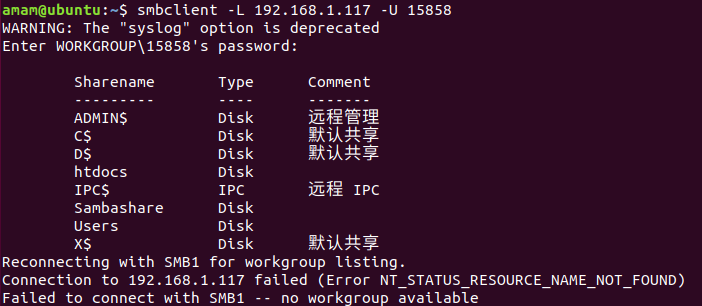 amam@ubuntu:~$ smbclient -L 192.168.1.117 -U 15858
WARNING: The "syslog" option is deprecated
Enter WORKGROUP\15858's password:
Sharename Type Comment
--------- ---- -------
ADMIN$ Disk 远程管理
C$ Disk 默认共享
D$ Disk 默认共享
htdocs Disk
IPC$ IPC 远程 IPC
Sambashare Disk
Users Disk
X$ Disk 默认共享
Reconnecting with SMB1 for workgroup listing.
Connection to 192.168.1.117 failed (Error NT_STATUS_RESOURCE_NAME_NOT_FOUND)
Failed to connect with SMB1 -- no workgroup available